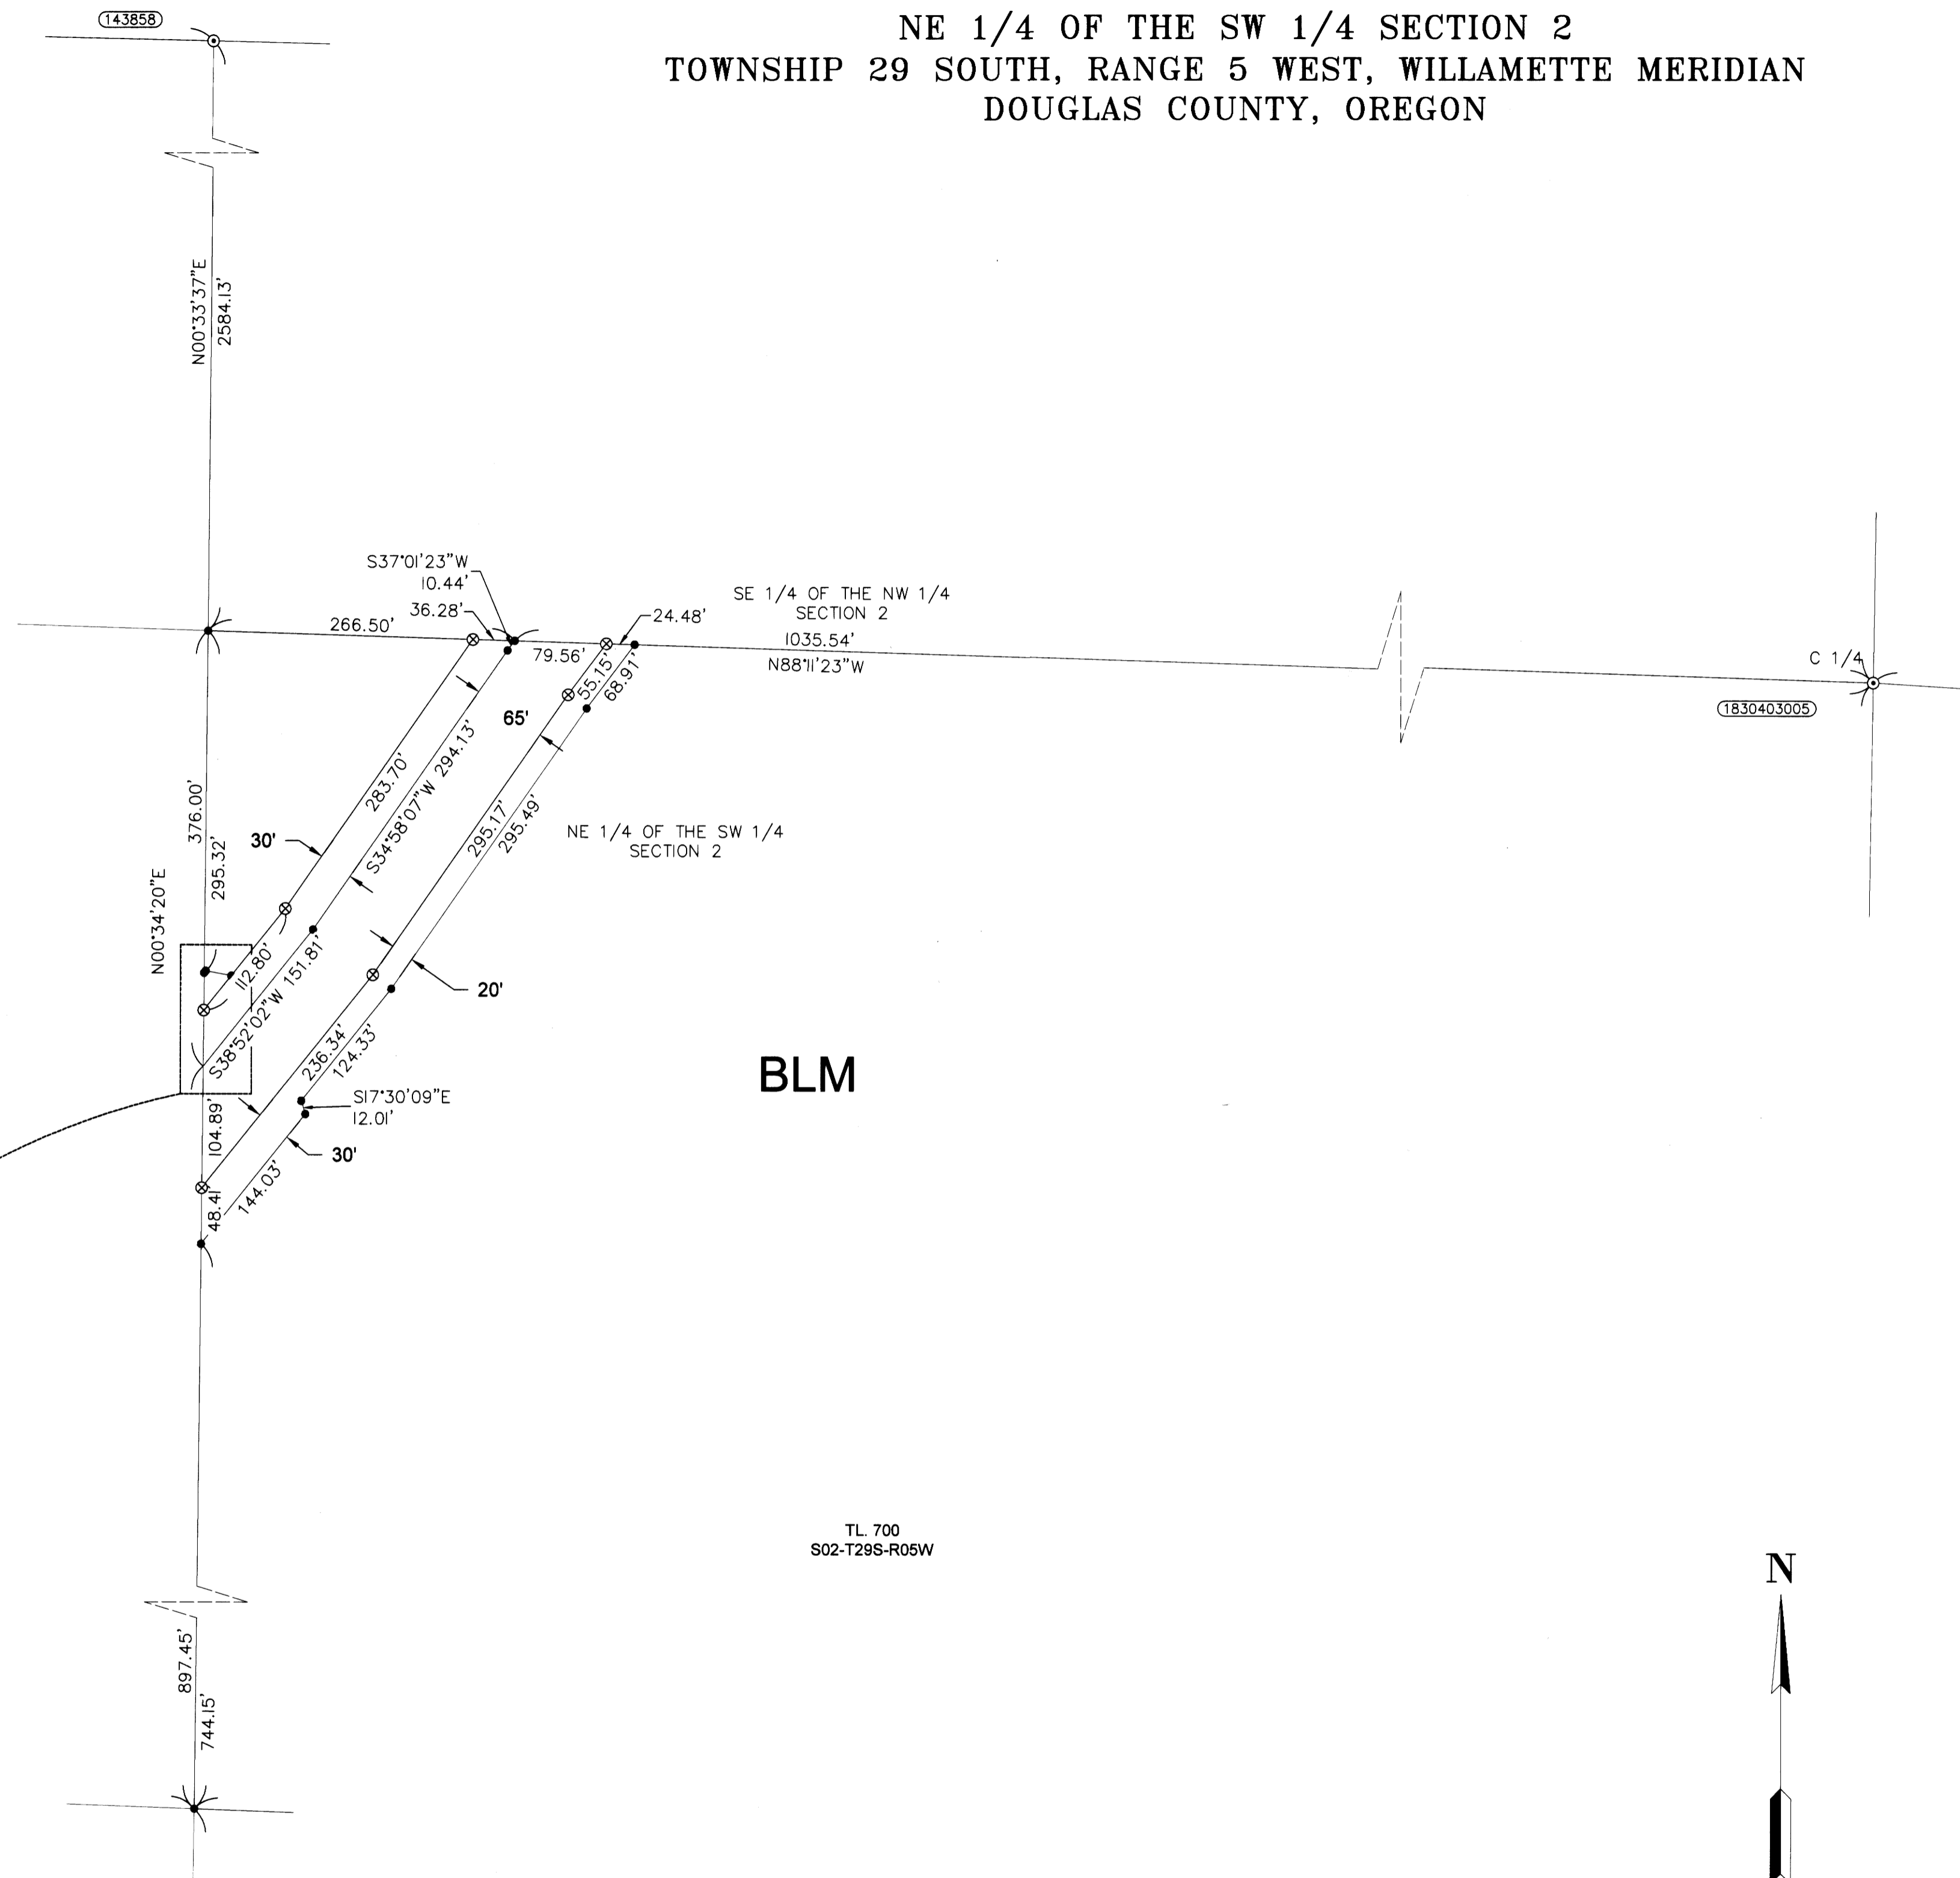 143858
NE 1/4 OF THE SW 1/4 SECTION 2
TOWNSHIP 29 SOUTH, RANGE 5 WEST, WILLAMETTE MERIDIAN
DOUGLAS COUNTY, OREGON
N00°33'37"E
2584.13'
S37°01'23"W
10.44'
36.28'
266.50'
SE 1/4 OF THE NW 1/4
SECTION 2
24.48'
1035.54'
79.56'
N88°11'23"W
C 1/4
1830403005
55.15'
68.91'
65'
283.70'
S34°58'07"W 294.13'
376.00'
295.32'
30'
295.17'
295.49'
NE 1/4 OF THE SW 1/4
SECTION 2
N00°34'20"E
112.80'
S38°52'02"W 151.81'
20'
236.34'
124.33'
BLM
S17°30'09"E
12.01'
104.89'
30'
144.03'
48.41'
TL. 700
S02-T29S-R05W
N
897.45'
744.15'